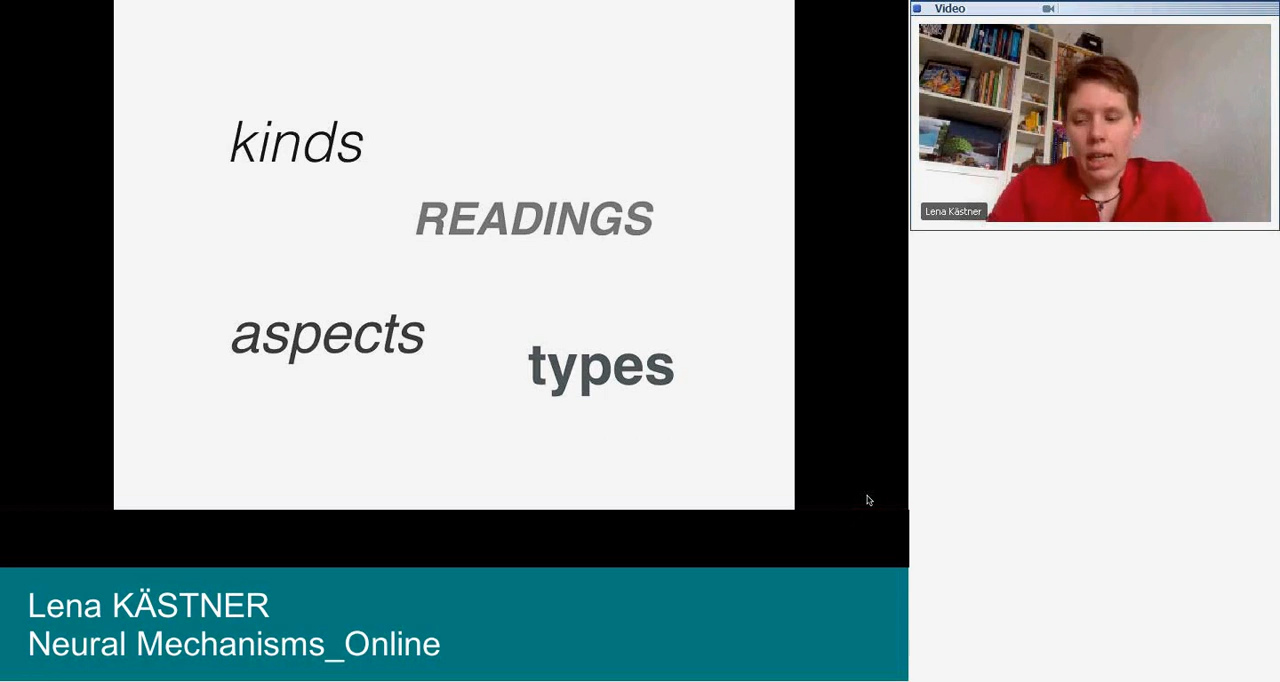 kinds
READINGS
aspects
types
Video
Lena Kästner
Lena KÄSTNER
Neural Mechanisms_Online